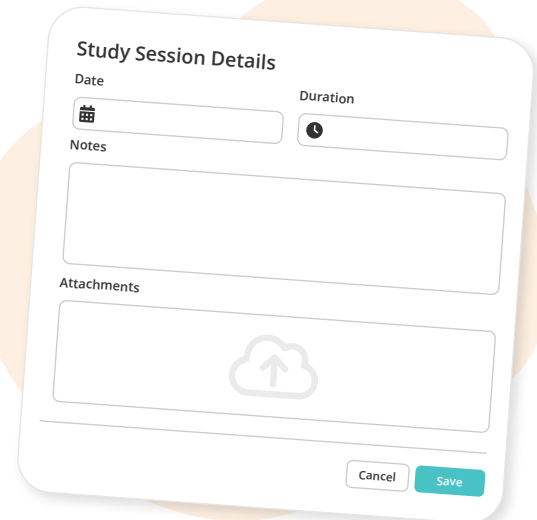 Study Session Details
Date
Duration
Notes
Attachments
Cancel
Save